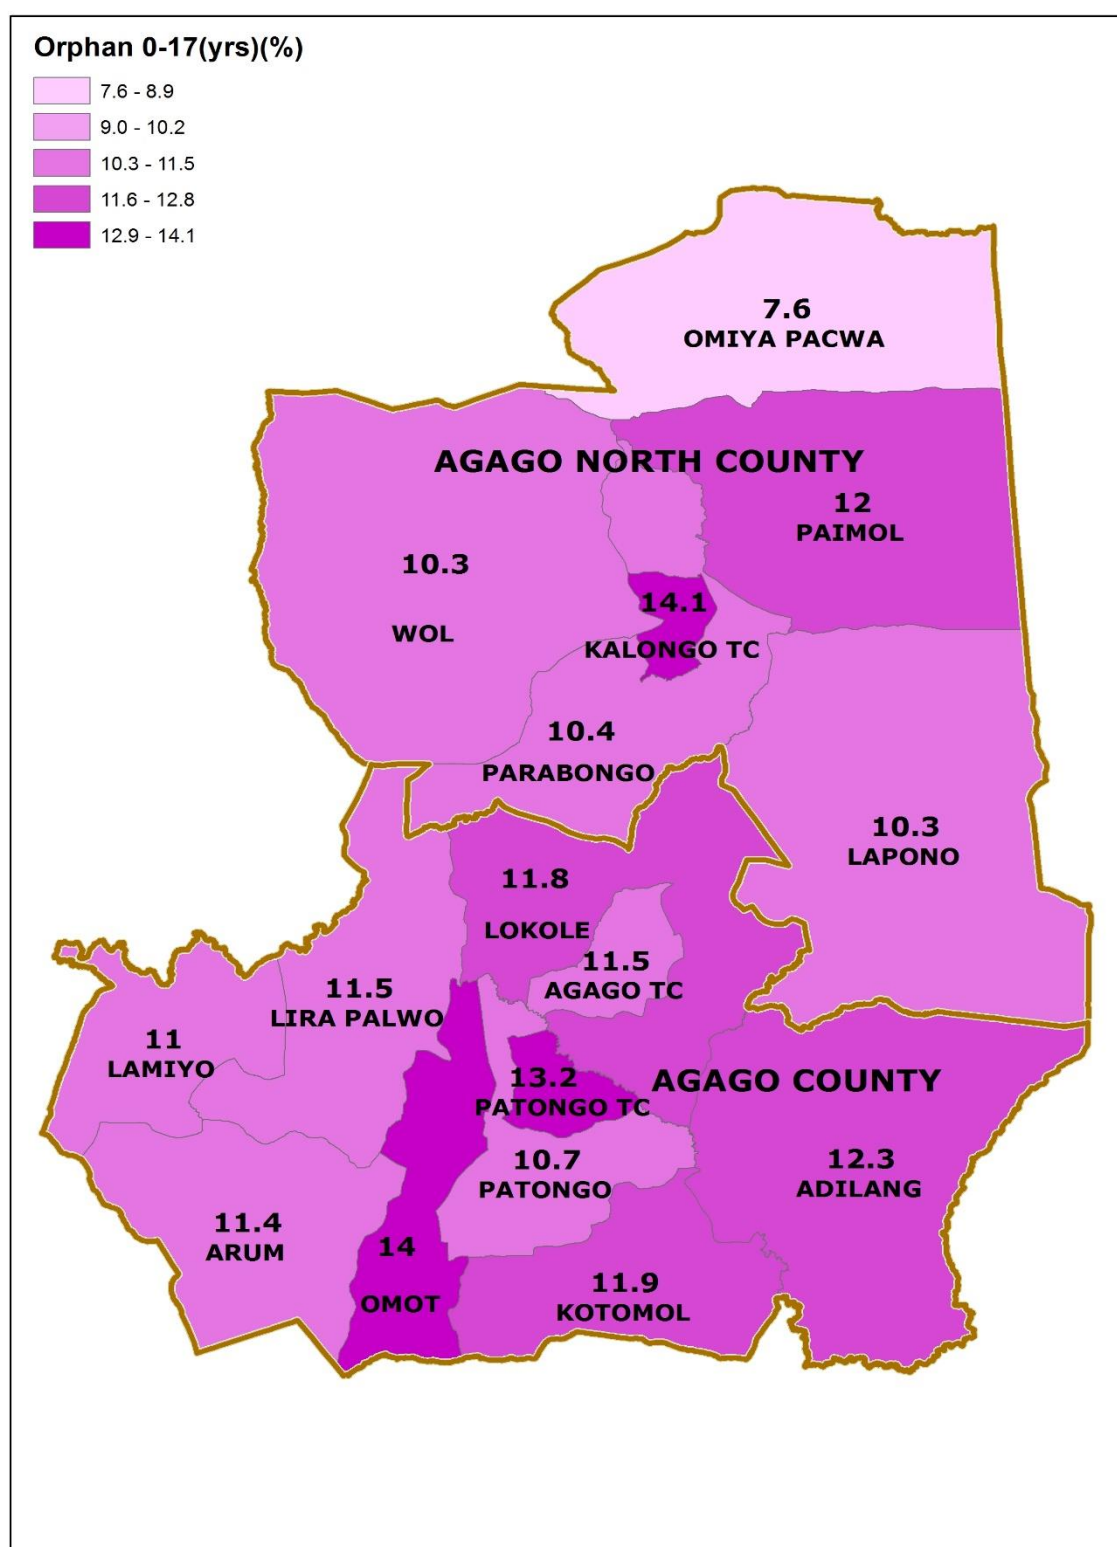 Orphan 0-17(yrs)(%)
7.6 - 8.9
9.0 - 10.2
10.3 - 11.5
11.6 - 12.8
12.9 - 14.1
7.6
OMIYA PACWA
AGAGO NORTH COUNTY
12
PAIMOL
10.3
WOL
14.1
KALONGO TC
10.4
PARABONGO
10.3
LAPONO
11.8
LOKOLE
11.5
AGAGO TC
11.5
LIRA PALWO
11
LAMIYO
13.2
PATONGO TC
AGAGO COUNTY
10.7
PATONGO
12.3
ADILANG
11.4
ARUM
14
OMOT
11.9
KOTOMOL